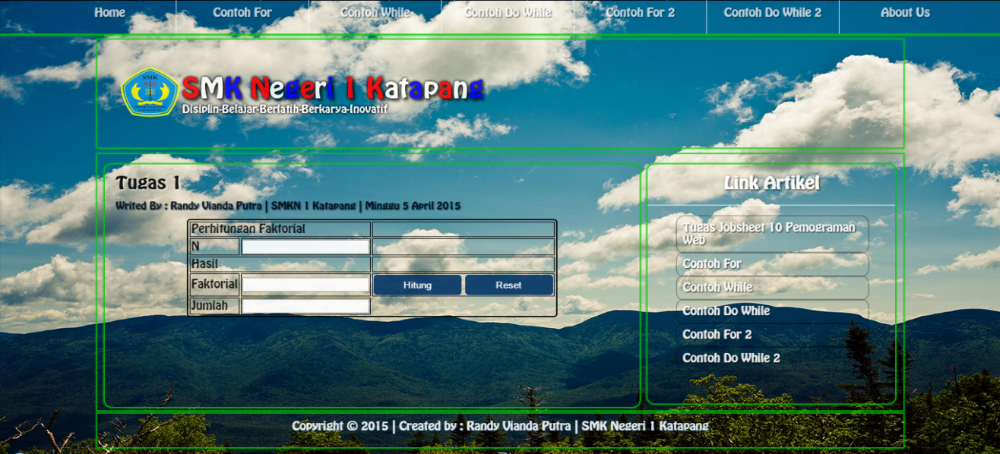 Home Contoh For Contoh While Contoh Do While Contoh For 2 Contoh Do While 2 About Us
SMK
SMK Negeri 1 Katapang
Disiplin-Belajar-Berlatih-Berkarya-Inovatif
Tugas 1
Writed By : Randy Vianda Putra | SMKN 1 Katapang | Minggu 5 April 2015
Perhitungan Faktorial
N
Hasil
Faktorial Hitung Reset
Jumlah
Link Artikel
Tugas Jobsheet 10 Pemograman
Web
Contoh For
Contoh While
Contoh Do While
Contoh For 2
Contoh Do While 2
Copyright © 2015 | Created by : Randy Vianda Putra | SMK Negeri 1 Katapang